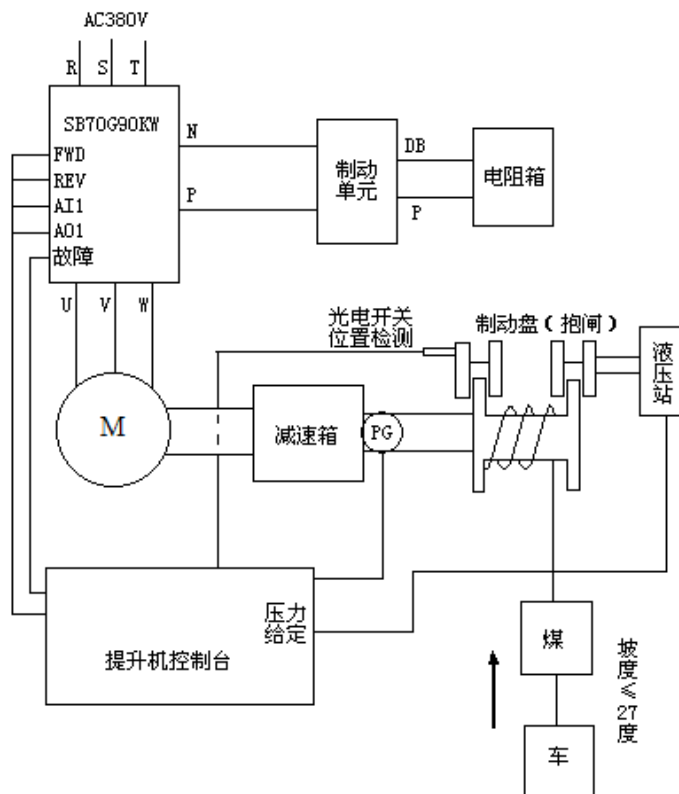 AC380V
R S T
SB70G90KW
FWD
REV
AI1
AO1
故障
N
P
U V W
制动
单元
DB
P
电阻箱
光电开关
位置检测
制动盘(抱闸)
液压站
M
减速箱
PG
提升机控制台
压力
给定
煤
车
坡度≤27度